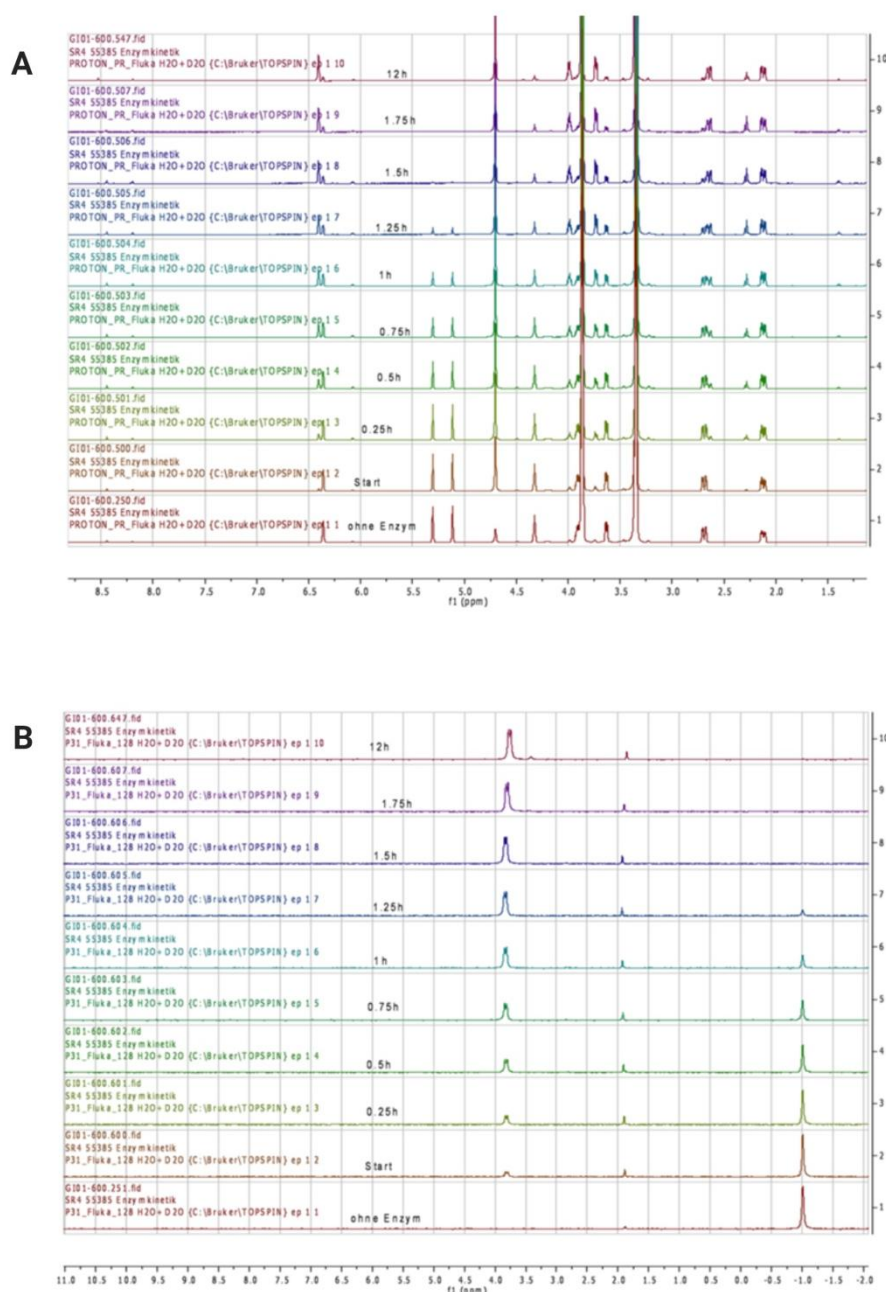 A
GI01-600.547.fid
SR4 55385 Enzymkinetik
PROTON_PR_Fluka H2O+D2O {C:\Bruker\TOPSPIN} ep 1 10
12h
10
GI01-600.507.fid
SR4 55385 Enzymkinetik
PROTON_PR_Fluka H2O+D2O {C:\Bruker\TOPSPIN} ep 1 9
1.75h
9
GI01-600.506.fid
SR4 55385 Enzymkinetik
PROTON_PR_Fluka H2O+D2O {C:\Bruker\TOPSPIN} ep 1 8
1.5h
8
GI01-600.505.fid
SR4 55385 Enzymkinetik
PROTON_PR_Fluka H2O+D2O {C:\Bruker\TOPSPIN} ep 1 7
1.25h
7
GI01-600.504.fid
SR4 55385 Enzymkinetik
PROTON_PR_Fluka H2O+D2O {C:\Bruker\TOPSPIN} ep 1 6
1h
6
GI01-600.503.fid
SR4 55385 Enzymkinetik
PROTON_PR_Fluka H2O+D2O {C:\Bruker\TOPSPIN} ep 1 5
0.75h
5
GI01-600.502.fid
SR4 55385 Enzymkinetik
PROTON_PR_Fluka H2O+D2O {C:\Bruker\TOPSPIN} ep 1 4
0.5h
4
GI01-600.501.fid
SR4 55385 Enzymkinetik
PROTON_PR_Fluka H2O+D2O {C:\Bruker\TOPSPIN} ep 1 3
0.25h
3
GI01-600.500.fid
SR4 55385 Enzymkinetik
PROTON_PR_Fluka H2O+D2O {C:\Bruker\TOPSPIN} ep 1 2
Start
2
GI01-600.250.fid
SR4 55385 Enzymkinetik
PROTON_PR_Fluka H2O+D2O {C:\Bruker\TOPSPIN} ep 1 1
ohne Enzym
1
8.5 8.0 7.5 7.0 6.5 6.0 5.5 5.0 4.5 4.0 3.5 3.0 2.5 2.0 1.5
f1 (ppm)
B
GI01-600.647.fid
SR4 55385 Enzymkinetik
P31_Fluka_128 H2O+D2O {C:\Bruker\TOPSPIN} ep 1 10
12h
10
GI01-600.607.fid
SR4 55385 Enzymkinetik
P31_Fluka_128 H2O+D2O {C:\Bruker\TOPSPIN} ep 1 9
1.75h
9
GI01-600.606.fid
SR4 55385 Enzymkinetik
P31_Fluka_128 H2O+D2O {C:\Bruker\TOPSPIN} ep 1 8
1.5h
8
GI01-600.605.fid
SR4 55385 Enzymkinetik
P31_Fluka_128 H2O+D2O {C:\Bruker\TOPSPIN} ep 1 7
1.25h
7
GI01-600.604.fid
SR4 55385 Enzymkinetik
P31_Fluka_128 H2O+D2O {C:\Bruker\TOPSPIN} ep 1 6
1h
6
GI01-600.603.fid
SR4 55385 Enzymkinetik
P31_Fluka_128 H2O+D2O {C:\Bruker\TOPSPIN} ep 1 5
0.75h
5
GI01-600.602.fid
SR4 55385 Enzymkinetik
P31_Fluka_128 H2O+D2O {C:\Bruker\TOPSPIN} ep 1 4
0.5h
4
GI01-600.601.fid
SR4 55385 Enzymkinetik
P31_Fluka_128 H2O+D2O {C:\Bruker\TOPSPIN} ep 1 3
0.25h
3
GI01-600.600.fid
SR4 55385 Enzymkinetik
P31_Fluka_128 H2O+D2O {C:\Bruker\TOPSPIN} ep 1 2
Start
2
GI01-600.251.fid
SR4 55385 Enzymkinetik
P31_Fluka_128 H2O+D2O {C:\Bruker\TOPSPIN} ep 1 1
ohne Enzym
1
11.0 10.5 10.0 9.5 9.0 8.5 8.0 7.5 7.0 6.5 6.0 5.5 5.0 4.5 4.0 3.5 3.0 2.5 2.0 1.5 1.0 0.5 0.0 -0.5 -1.0 -1.5 -2.0
f1 (ppm)